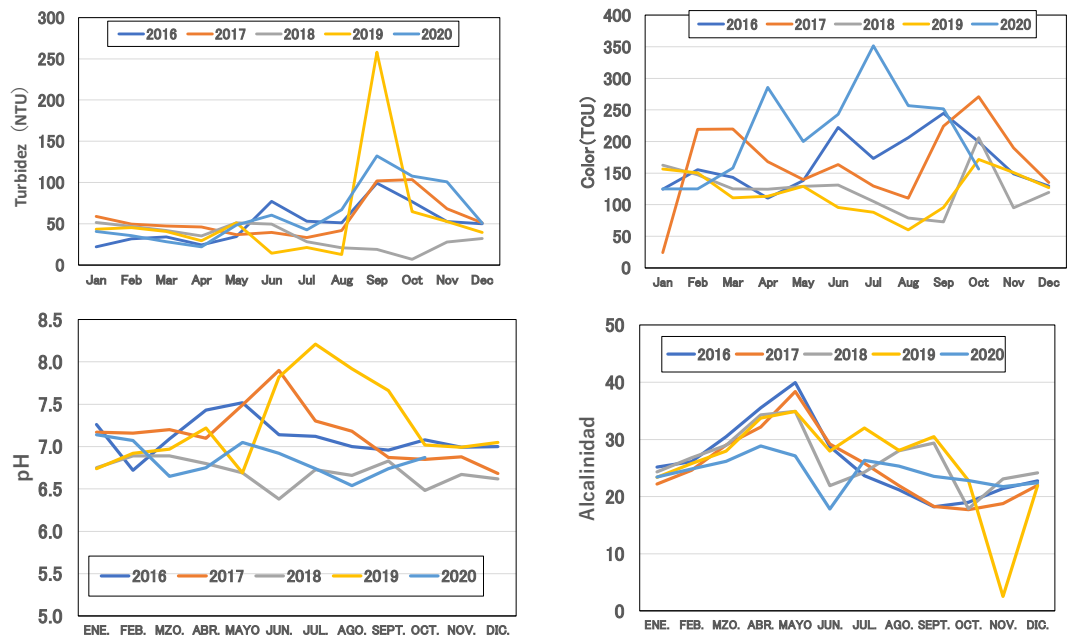 300
250
200
150
100
50
0
Turbidez (NTU)
2016 2017 2018 2019 2020
Jan Feb Mar Apr May Jun Jul Aug Sep Oct Nov Dec
400
350
300
250
200
150
100
50
0
Color(TCU)
2016 2017 2018 2019 2020
Jan Feb Mar Apr May Jun Jul Aug Sep Oct Nov Dec
8.5
8.0
7.5
7.0
6.5
6.0
5.5
5.0
pH
2016 2017 2018 2019 2020
ENE. FEB. MZO. ABR. MAYO JUN. JUL. AGO. SEPT. OCT. NOV. DIC.
50
40
30
20
10
0
Alcalinidad
2016 2017 2018 2019 2020
ENE. FEB. MZO. ABR. MAYO JUN. JUL. AGO. SEPT. OCT. NOV. DIC.